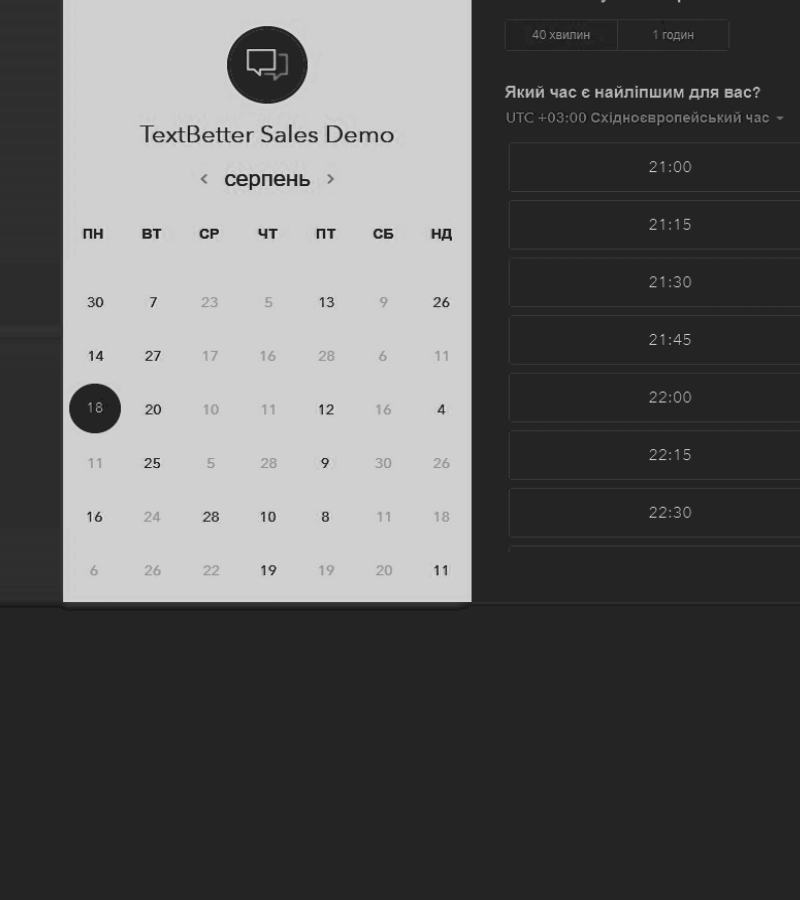 TextBetter Sales Demo
серпень
ПН ВТ СР ЧТ ПТ СБ НД
30 7 23 5 13 9 26
14 27 17 16 28 6 11
18 20 10 11 12 16 4
11 25 5 28 9 30 26
16 24 28 10 8 11 18
6 26 22 19 19 20 11
40 хвилин 1 годин
Який час є найліпшим для вас?
UTC +03:00 Східноєвропейський час
21:00
21:15
21:30
21:45
22:00
22:15
22:30